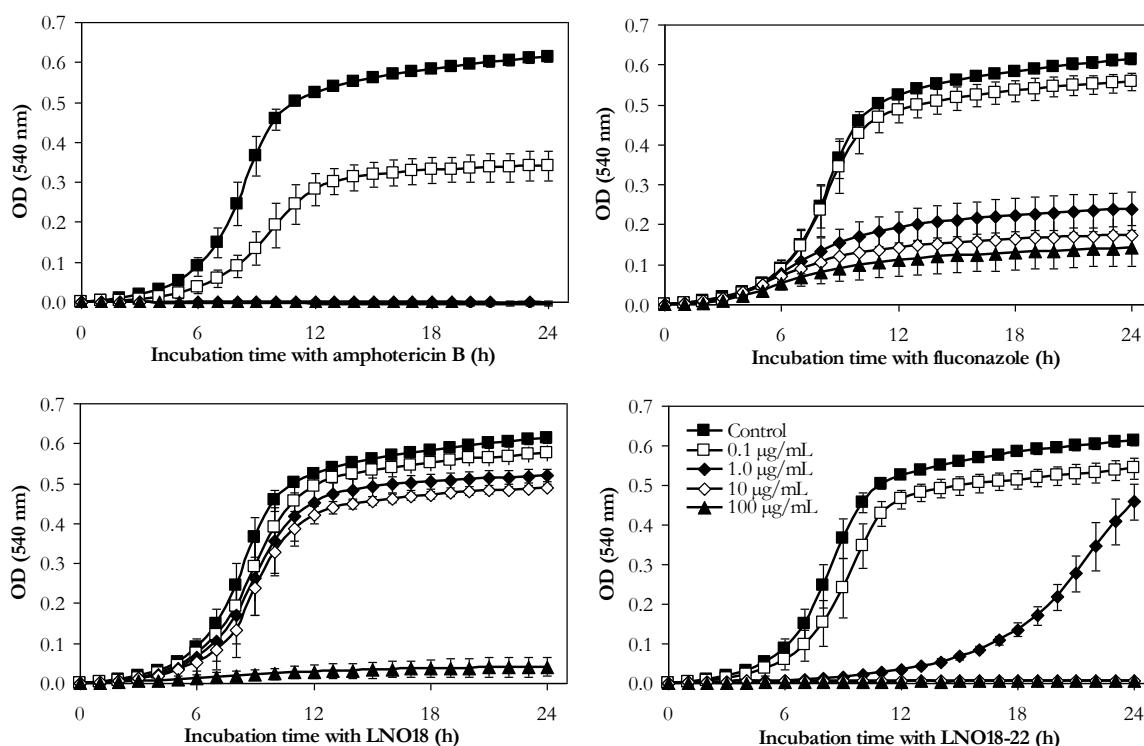 0.7
0.6
0.5
0.4
0.3
0.2
0.1
0.0
OD (540 nm)
0 6 12 18 24
Incubation time with amphotericin B (h)
0.7
0.6
0.5
0.4
0.3
0.2
0.1
0.0
OD (540 nm)
0 6 12 18 24
Incubation time with fluconazole (h)
0.7
0.6
0.5
0.4
0.3
0.2
0.1
0.0
OD (540 nm)
0 6 12 18 24
Incubation time with LNO18 (h)
0.7
0.6
0.5
0.4
0.3
0.2
0.1
0.0
OD (540 nm)
Control
0.1 µg/mL
1.0 µg/mL
10 µg/mL
100 µg/mL
0 6 12 18 24
Incubation time with LNO18-22 (h)